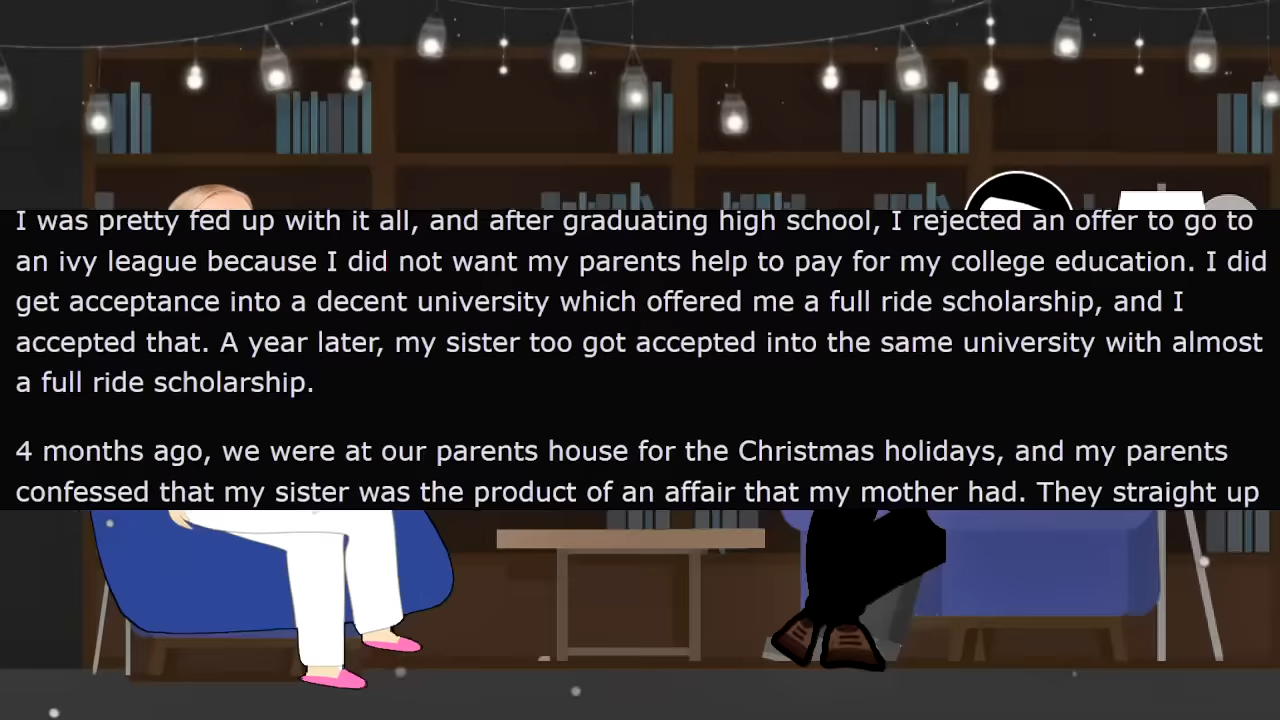 I was pretty fed up with it all, and after graduating high school, I rejected an offer to go to
an ivy league because I did not want my parents help to pay for my college education. I did
get acceptance into a decent university which offered me a full ride scholarship, and I
accepted that. A year later, my sister too got accepted into the same university with almost
a full ride scholarship.
4 months ago, we were at our parents house for the Christmas holidays, and my parents
confessed that my sister was the product of an affair that my mother had. They straight up